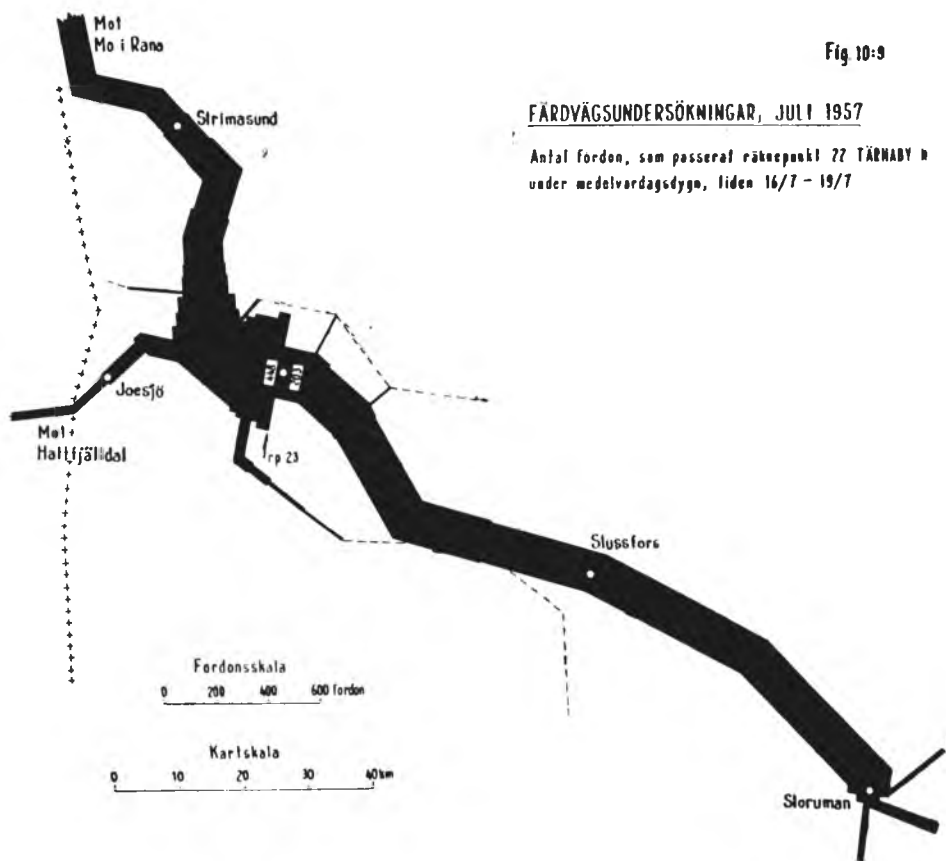 Mot
Mo i Rana
Fig. 10:9
Strimasund
FÄRDVÄGSUNDERSÖKNINGAR, JULI 1957
Antal fordon, som passerat räknepunkt 22 TÄRNABY
under medelvardagsdygn, tiden 16/7 - 19/7
203
Joesjö
Mot
Hattfjälldal
rp 23
Slussfors
Fordonsskala
0 200 400 600 fordon
Kartskala
0 10 20 30 40 km
Storuman